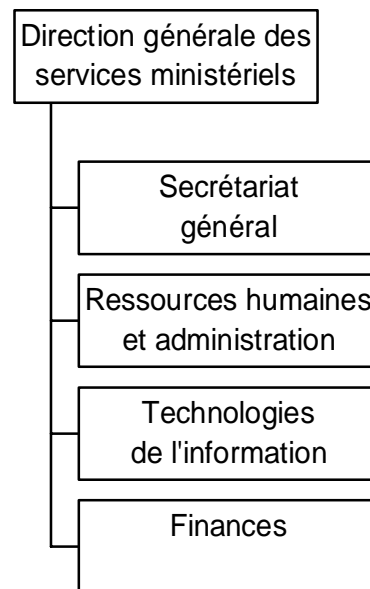 Direction générale des
services ministériels
Secrétariat
général
Ressources humaines
et administration
Technologies
de l'information
Finances